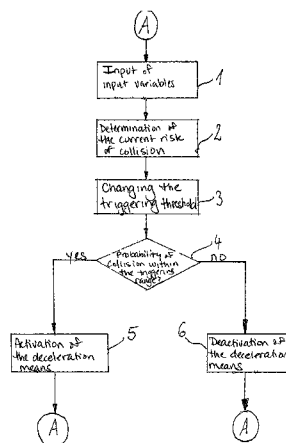 A
Input of
input variables
1
Determination of
the current risk
of collision
2
Changing the
triggering threshold
3
Probability of
collision within
the triggering
range?
4
yes
no
Activation of
the deceleration
means
5
Deactivation of
the deceleration
means
6
A
A